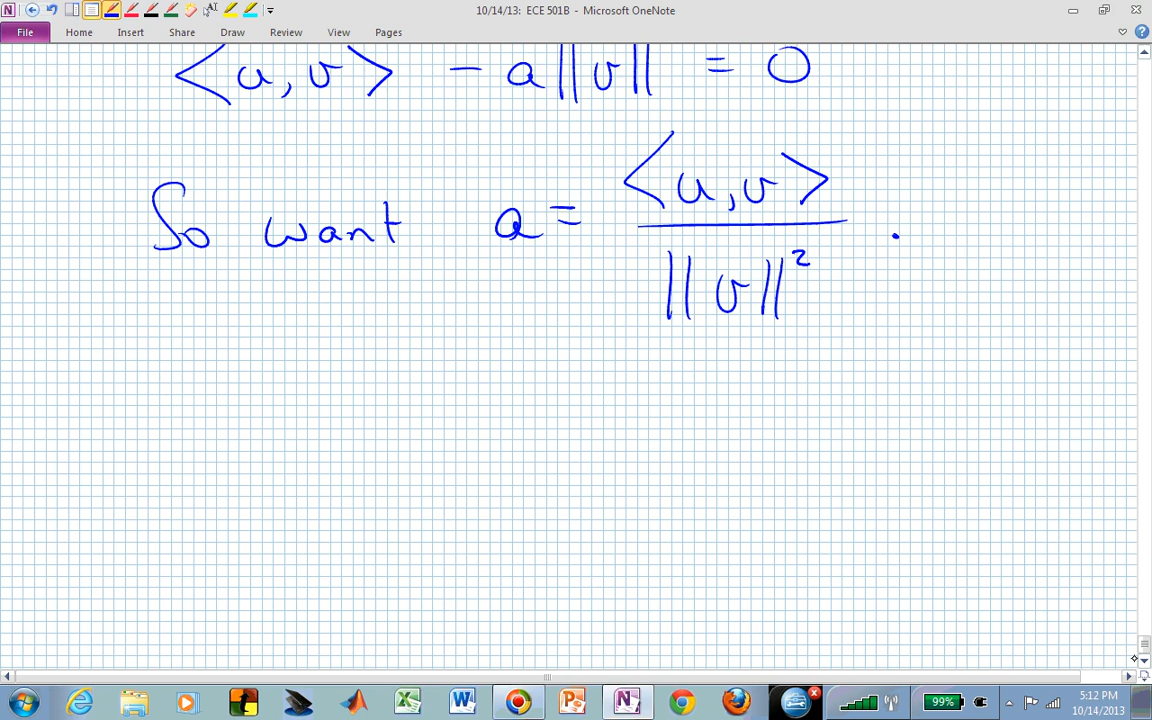 10/14/13: ECE 501B - Microsoft OneNote
File Home Insert Share Draw Review View Pages
<u, v> - a||v|| = 0
So want a = <u, v> / ||v||² .
99%
5:12 PM
10/14/2013